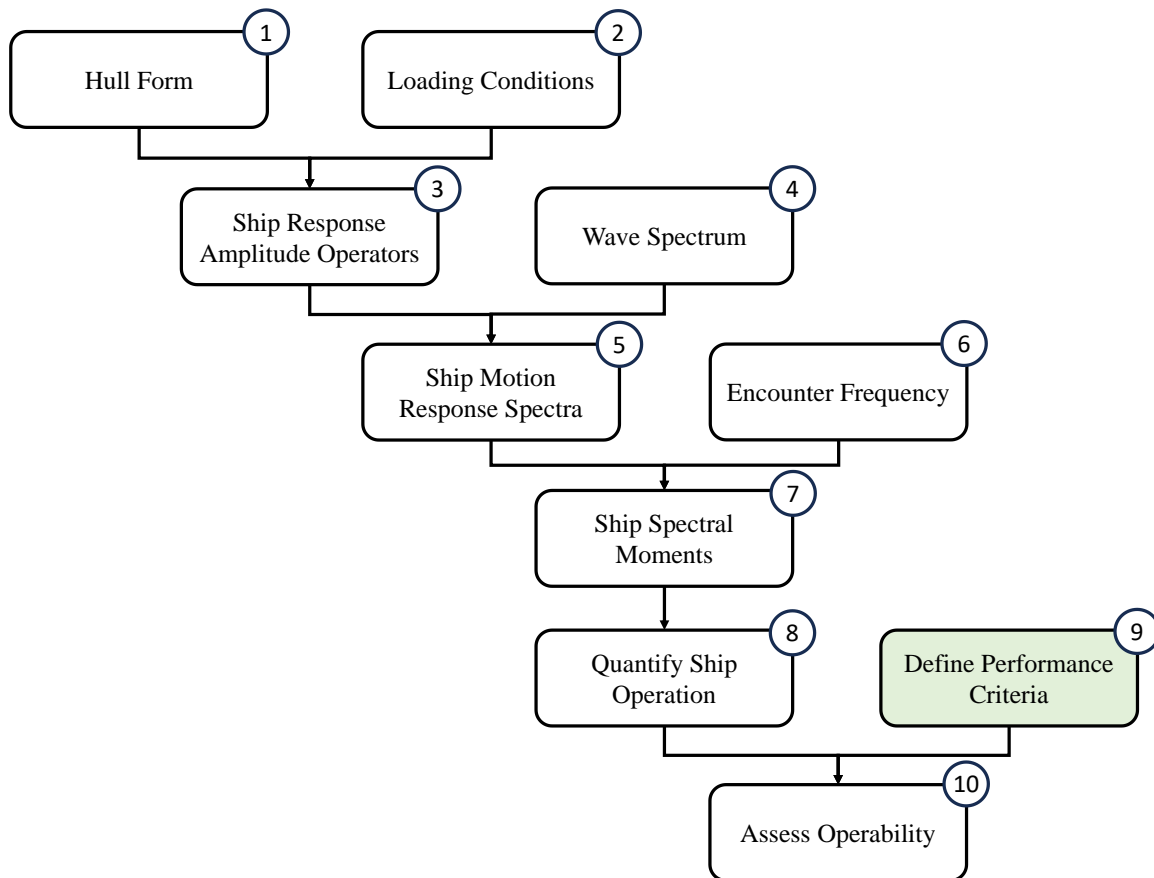 1
Hull Form
2
Loading Conditions
3
Ship Response
Amplitude Operators
4
Wave Spectrum
5
Ship Motion
Response Spectra
6
Encounter Frequency
7
Ship Spectral
Moments
8
Quantify Ship
Operation
9
Define Performance
Criteria
10
Assess Operability